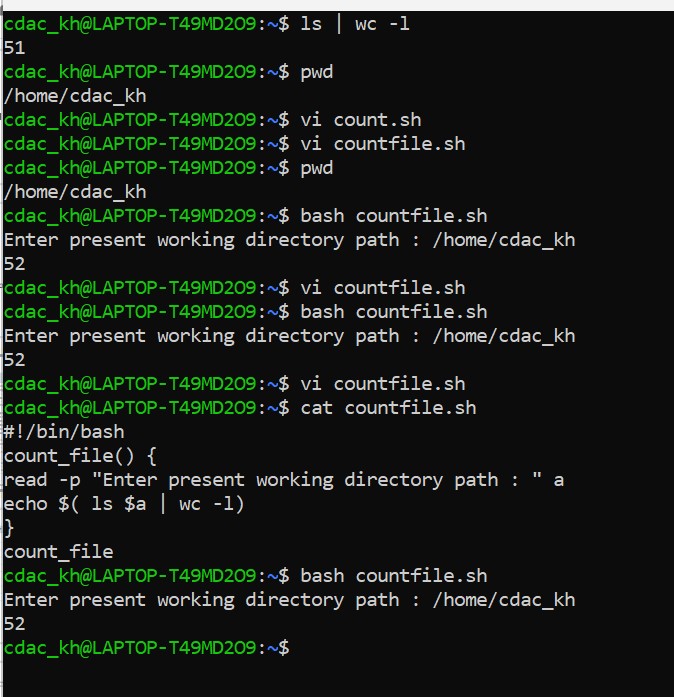 cdac_kh@LAPTOP-T49MD2O9:~$ ls | wc -l
51
cdac_kh@LAPTOP-T49MD2O9:~$ pwd
/home/cdac_kh
cdac_kh@LAPTOP-T49MD2O9:~$ vi count.sh
cdac_kh@LAPTOP-T49MD2O9:~$ vi countfile.sh
cdac_kh@LAPTOP-T49MD2O9:~$ pwd
/home/cdac_kh
cdac_kh@LAPTOP-T49MD2O9:~$ bash countfile.sh
Enter present working directory path : /home/cdac_kh
52
cdac_kh@LAPTOP-T49MD2O9:~$ vi countfile.sh
cdac_kh@LAPTOP-T49MD2O9:~$ bash countfile.sh
Enter present working directory path : /home/cdac_kh
52
cdac_kh@LAPTOP-T49MD2O9:~$ vi countfile.sh
cdac_kh@LAPTOP-T49MD2O9:~$ cat countfile.sh
#!/bin/bash
count_file() {
read -p "Enter present working directory path : " a
echo $( ls $a | wc -l)
}
count_file
cdac_kh@LAPTOP-T49MD2O9:~$ bash countfile.sh
Enter present working directory path : /home/cdac_kh
52
cdac_kh@LAPTOP-T49MD2O9:~$